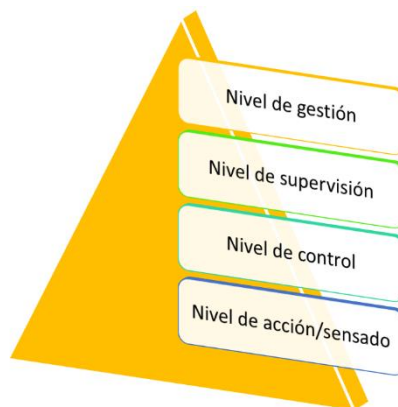 Nivel de gestión
Nivel de supervisión
Nivel de control
Nivel de acción/sensado